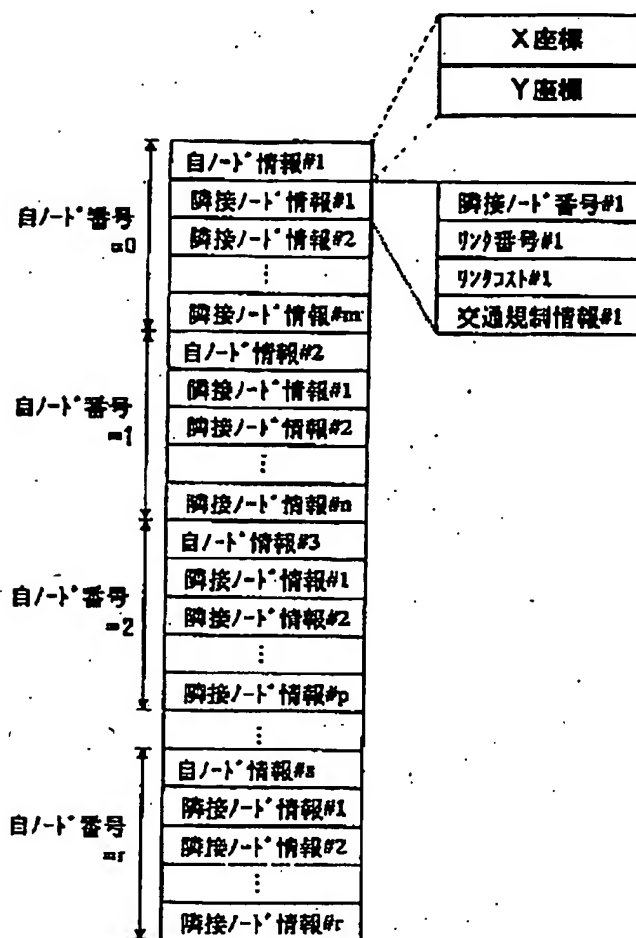 X座標
Y座標
自ノード情報#1
隣接ノード情報#1
隣接ノード情報#2
⋮
隣接ノード情報#m
自ノード番号
=0
隣接ノード番号#1
リンク番号#1
リンクコスト#1
交通規制情報#1
自ノード情報#2
隣接ノード情報#1
隣接ノード情報#2
⋮
隣接ノード情報#n
自ノード番号
=1
自ノード情報#3
隣接ノード情報#1
隣接ノード情報#2
⋮
隣接ノード情報#p
自ノード番号
=2
⋮
自ノード情報#s
隣接ノード情報#1
隣接ノード情報#2
⋮
隣接ノード情報#r
自ノード番号
=r